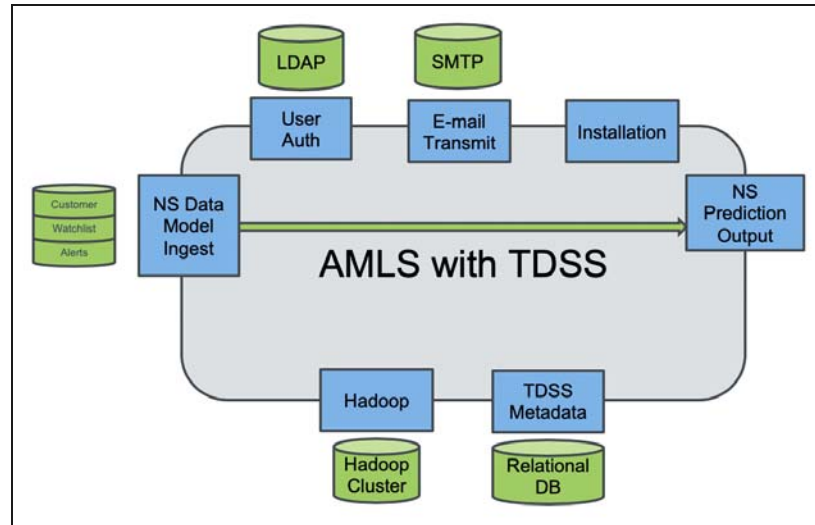 LDAP
SMTP
User
Auth
E-mail
Transmit
Installation
Customer
Watchlist
Alerts
NS Data
Model
Ingest
NS
Prediction
Output
AMLS with TDSS
Hadoop
TDSS
Metadata
Hadoop
Cluster
Relational
DB